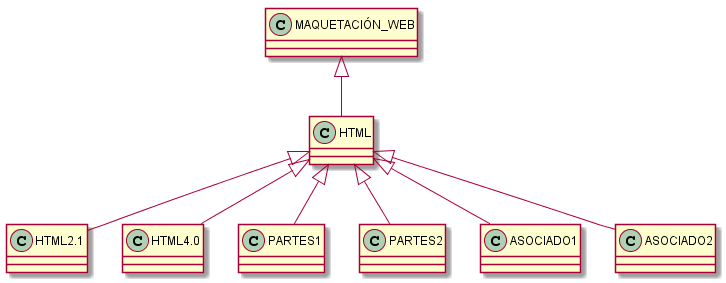 C MAQUETACIÓN_WEB
C HTML
C HTML2.1
C HTML4.0
C PARTES1
C PARTES2
C ASOCIADO1
C ASOCIADO2